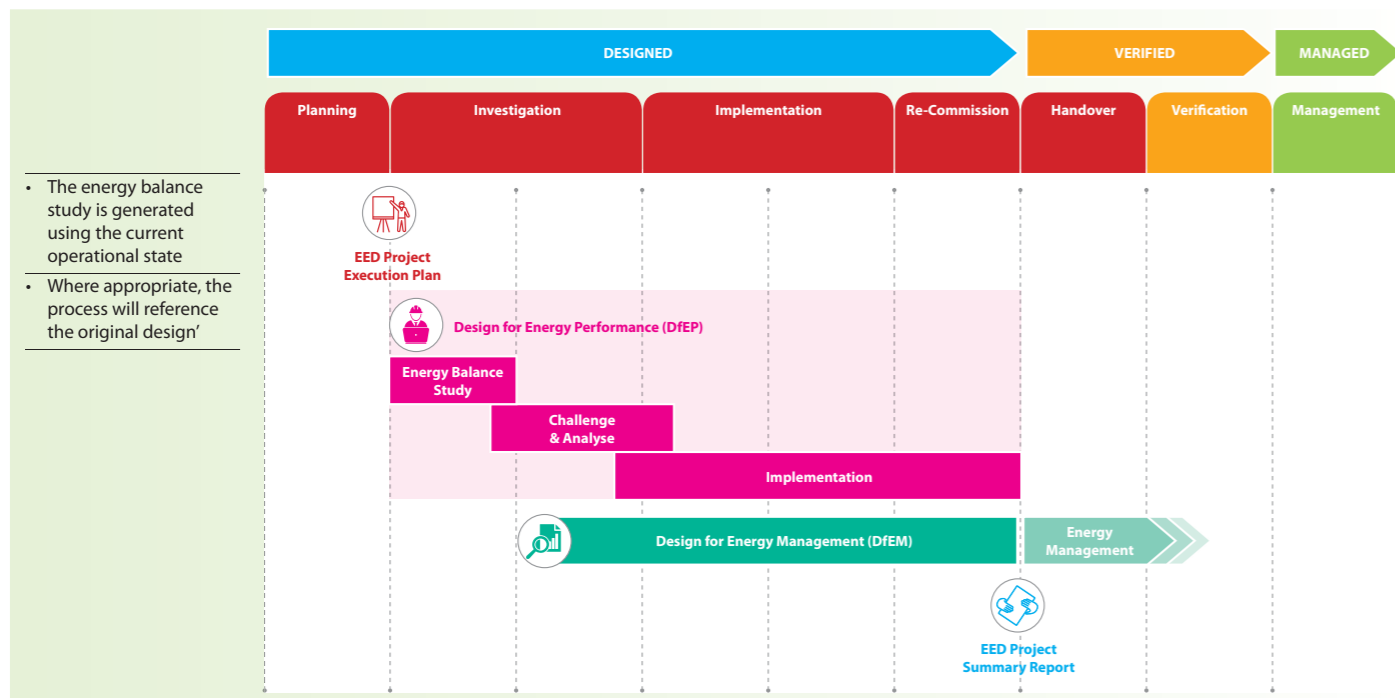 DESIGNED
VERIFIED
MANAGED
Planning
Investigation
Implementation
Re-Commission
Handover
Verification
Management
• The energy balance
study is generated
using the current
operational state
• Where appropriate, the
process will reference
the original design’
EED Project
Execution Plan
Design for Energy Performance (DfEP)
Energy Balance
Study
Challenge
& Analyse
Implementation
Design for Energy Management (DfEM)
Energy
Management
EED Project
Summary Report